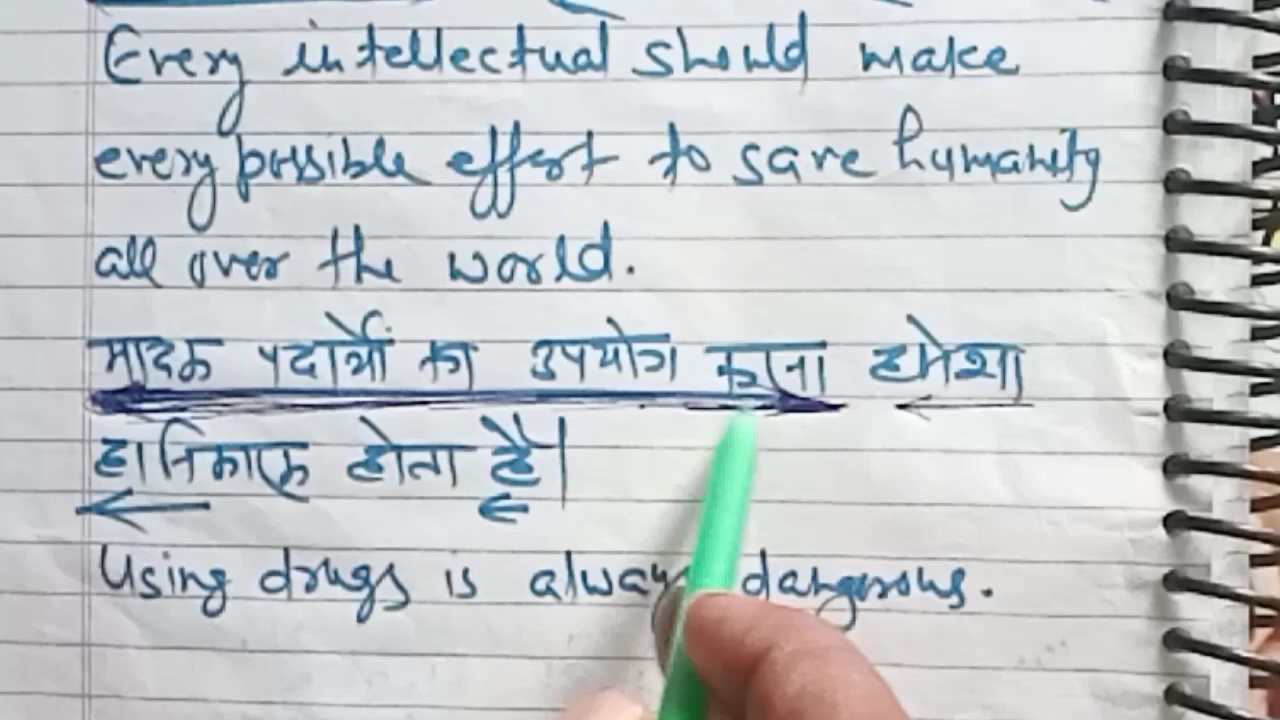 Every intellectual should make
every possible effort to save humanity
all over the world.
मादक पदार्थों का उपयोग करना हमेशा
हानिकारक होता है।
Using drugs is always dangerous.